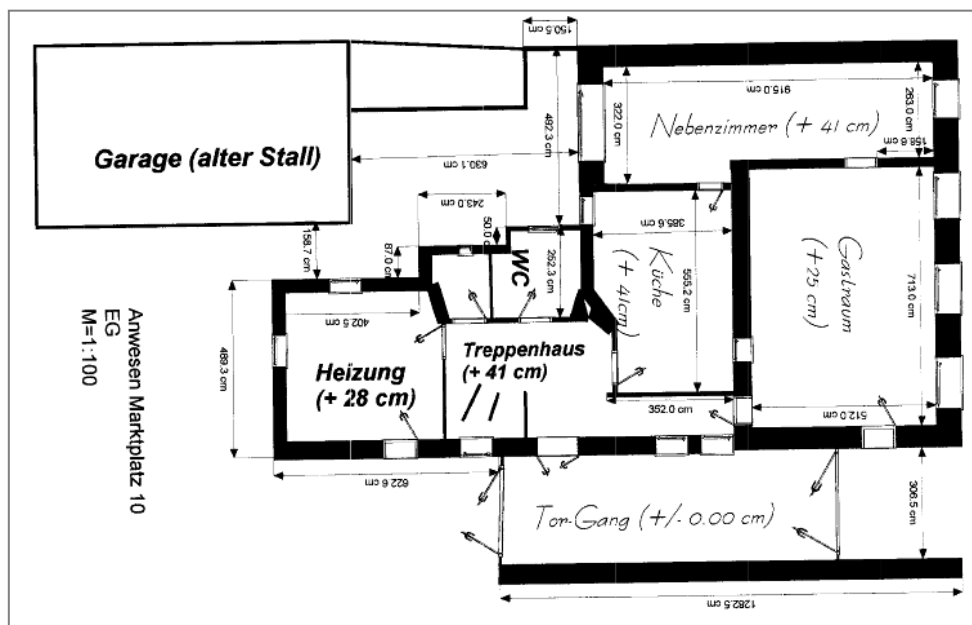 150.5 cm
915.0 cm
263.0 cm
322.0 cm
Nebenzimmer (+ 41 cm)
158.6 cm
492.3 cm
Garage (alter Stall)
630.1 cm
243.0 cm
385.6 cm
50.0 c
WC
252.3 cm
Küche
(+ 41cm)
555.2 cm
Gastraum
(+25 cm)
713.0 cm
158.7 cm
87.0 cm
402.5 cm
489.3 cm
Heizung
(+ 28 cm)
Treppenhaus
(+ 41 cm)
352.0 cm
512.0 cm
Anwesen Marktplatz 10
EG
M=1:100
622.6 cm
Tor-Gang (+/- 0.00 cm)
306.5 cm
1282.5 cm